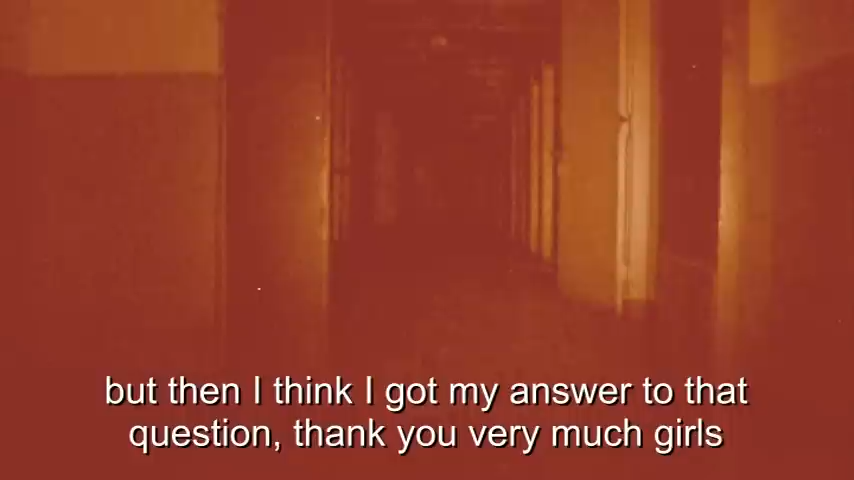 but then I think I got my answer to that
question, thank you very much girls